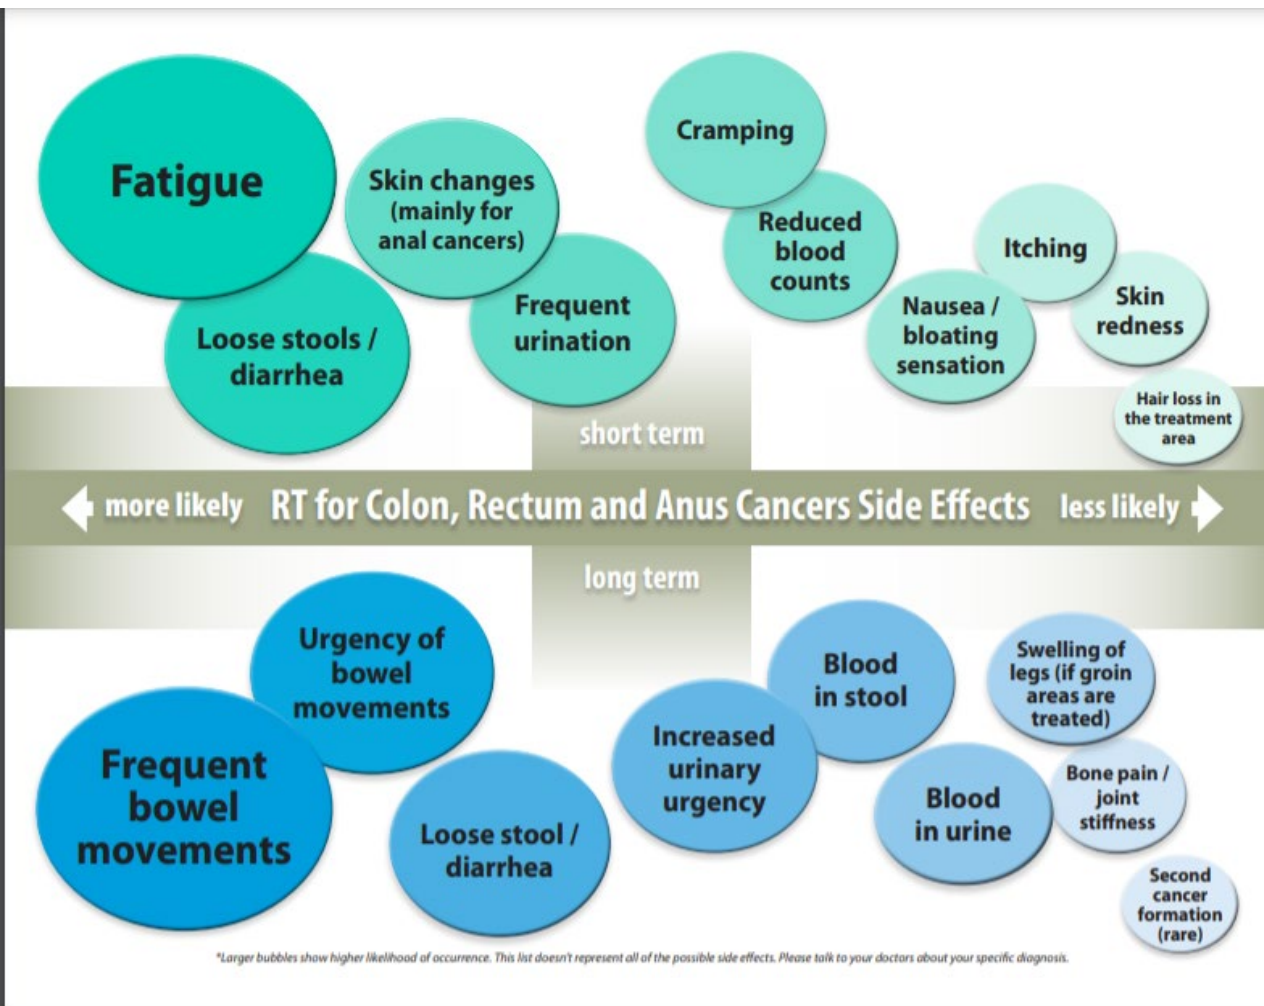 Fatigue
Skin changes
(mainly for
anal cancers)
Loose stools /
diarrhea
Frequent
urination
Cramping
Reduced
blood
counts
Nausea /
bloating
sensation
Itching
Skin
redness
Hair loss in
the treatment
area
short term
more likely RT for Colon, Rectum and Anus Cancers Side Effects less likely
long term
Frequent
bowel
movements
Urgency of
bowel
movements
Loose stool /
diarrhea
Increased
urinary
urgency
Blood
in stool
Blood
in urine
Swelling of
legs (if groin
areas are
treated)
Bone pain /
joint
stiffness
Second
cancer
formation
(rare)
*Larger bubbles show higher likelihood of occurrence. This list doesn't represent all of the possible side effects. Please talk to your doctors about your specific diagnosis.